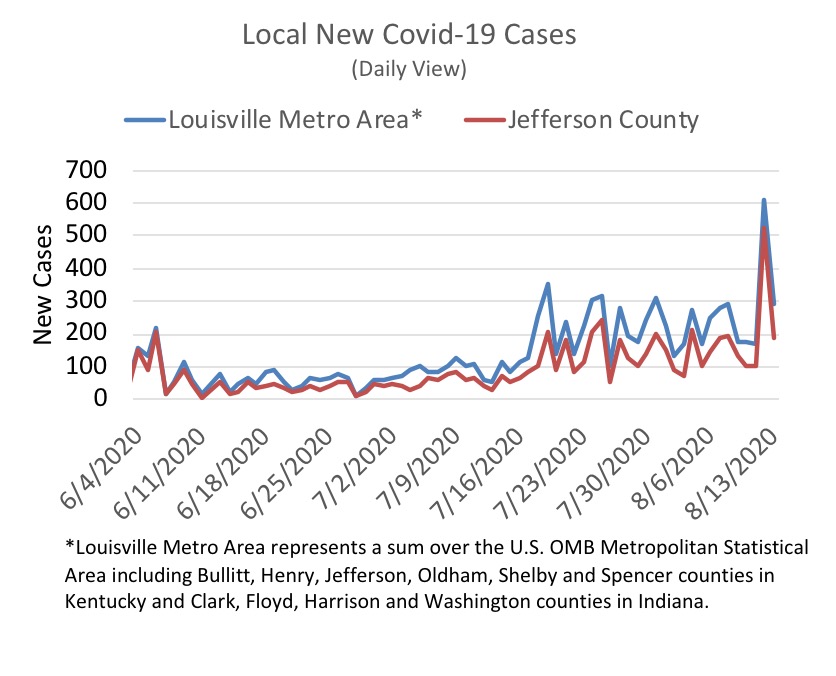 Local New Covid-19 Cases
(Daily View)
Louisville Metro Area* Jefferson County
New Cases
700
600
500
400
300
200
100
0
6/4/2020 6/11/2020 6/18/2020 6/25/2020 7/2/2020 7/9/2020 7/16/2020 7/23/2020 7/30/2020 8/6/2020 8/13/2020
*Louisville Metro Area represents a sum over the U.S. OMB Metropolitan Statistical
Area including Bullitt, Henry, Jefferson, Oldham, Shelby and Spencer counties in
Kentucky and Clark, Floyd, Harrison and Washington counties in Indiana.